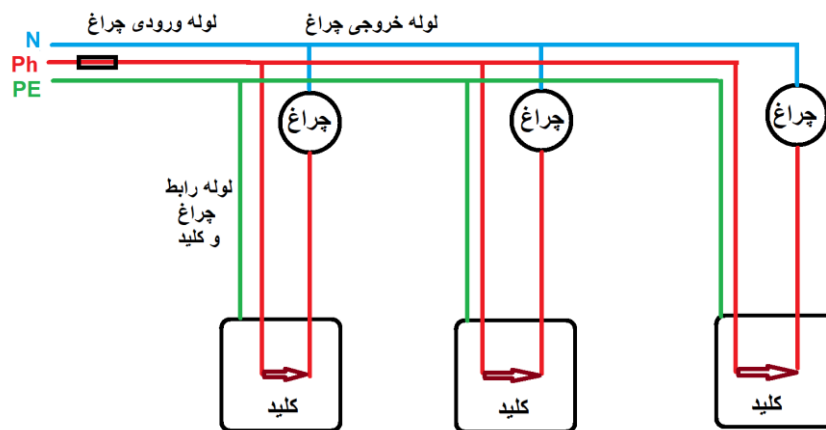 لوله ورودی چراغ
لوله خروجی چراغ
N
Ph
PE
چراغ
چراغ
چراغ
لوله رابط
چراغ
و کلید
کلید
کلید
کلید